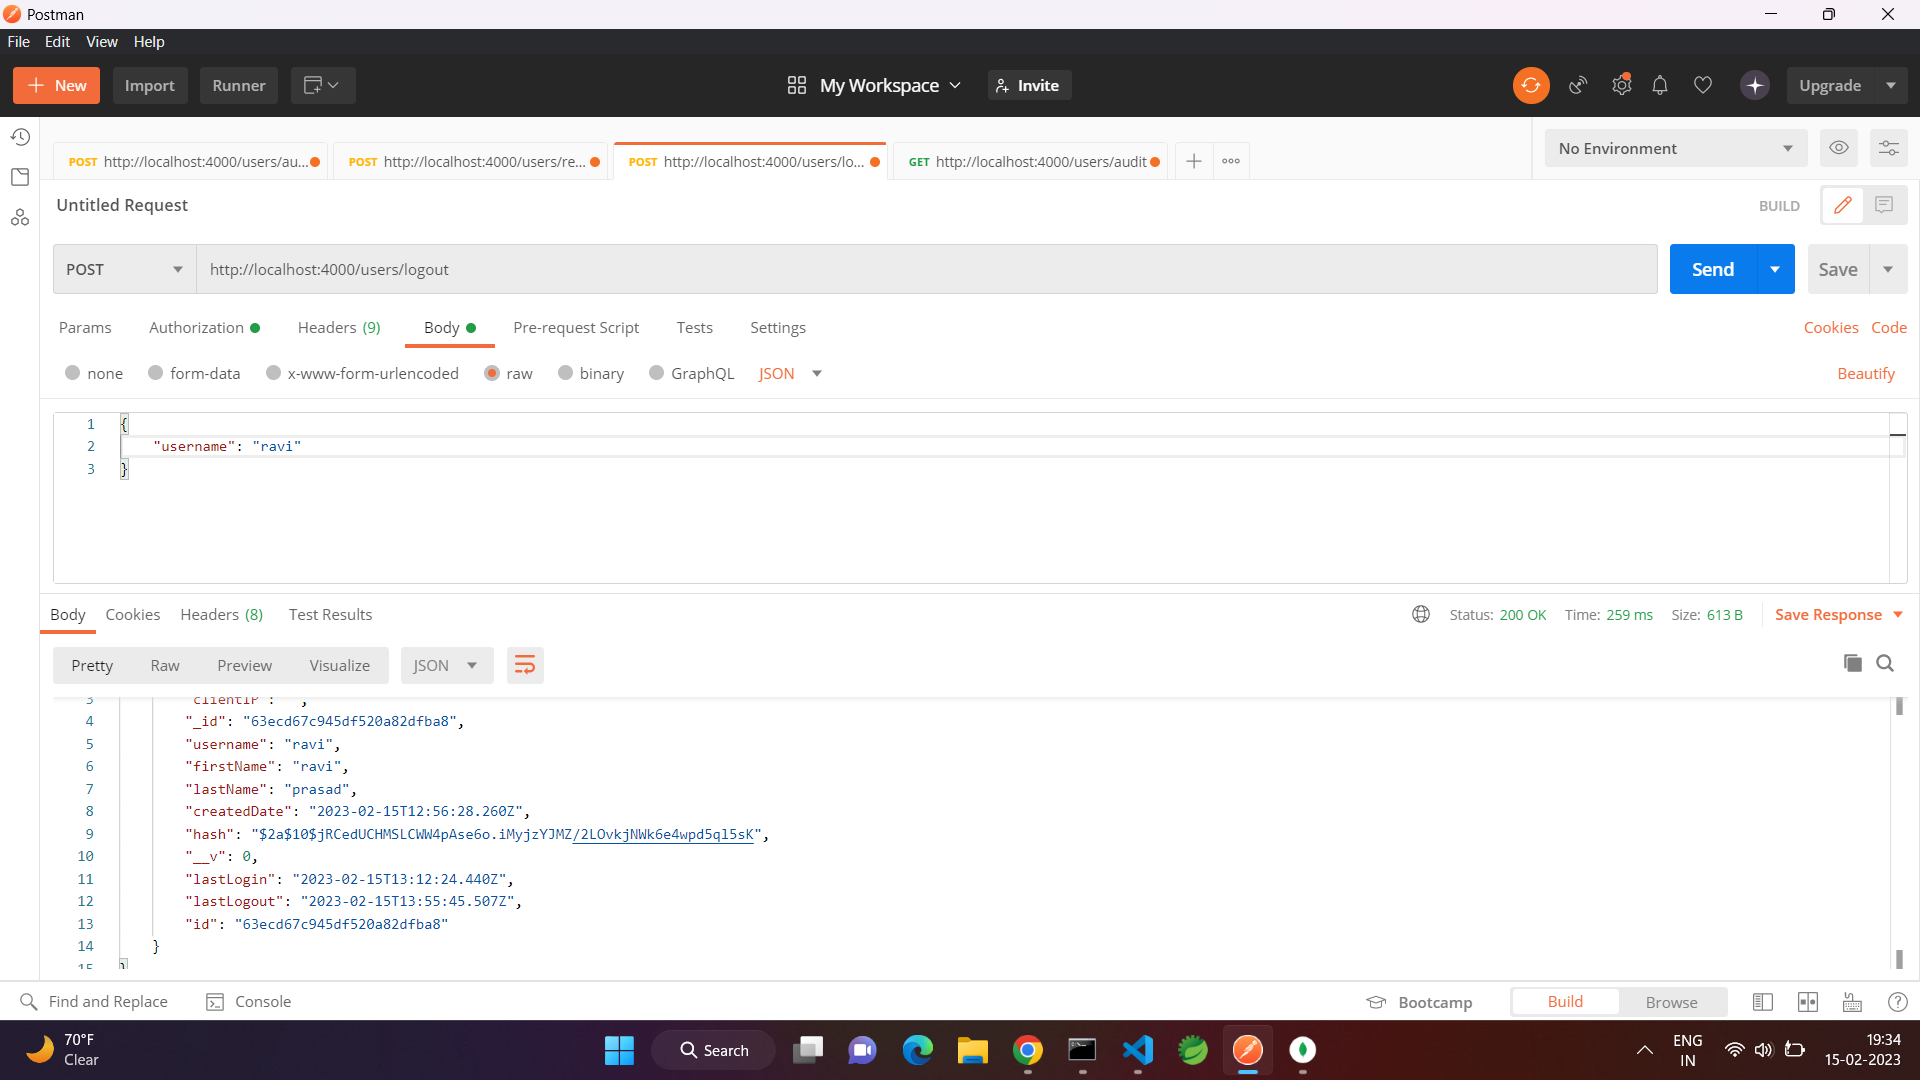 Postman
File Edit View Help
New Import Runner My Workspace Invite Upgrade
POST http://localhost:4000/users/au... POST http://localhost:4000/users/re... POST http://localhost:4000/users/lo... GET http://localhost:4000/users/audit No Environment
Untitled Request BUILD
POST http://localhost:4000/users/logout Send Save
Params Authorization Headers (9) Body Pre-request Script Tests Settings Cookies Code
none form-data x-www-form-urlencoded raw binary GraphQL JSON Beautify
1 {
2 "username": "ravi"
3 }
Body Cookies Headers (8) Test Results Status: 200 OK Time: 259 ms Size: 613 B Save Response
Pretty Raw Preview Visualize JSON
3 "clientIP": "",
4 "_id": "63ecd67c945df520a82dfba8",
5 "username": "ravi",
6 "firstName": "ravi",
7 "lastName": "prasad",
8 "createdDate": "2023-02-15T12:56:28.260Z",
9 "hash": "$2a$10$jRCedUCHMSLCWW4pAse6o.iMyjzYJMZ/2LOvkjNWk6e4wpd5ql5sK",
10 "__v": 0,
11 "lastLogin": "2023-02-15T13:12:24.440Z",
12 "lastLogout": "2023-02-15T13:55:45.507Z",
13 "id": "63ecd67c945df520a82dfba8"
14 }
15 }
Find and Replace Console Bootcamp Build Browse
70°F
Clear
Search
ENG
IN
19:34
15-02-2023